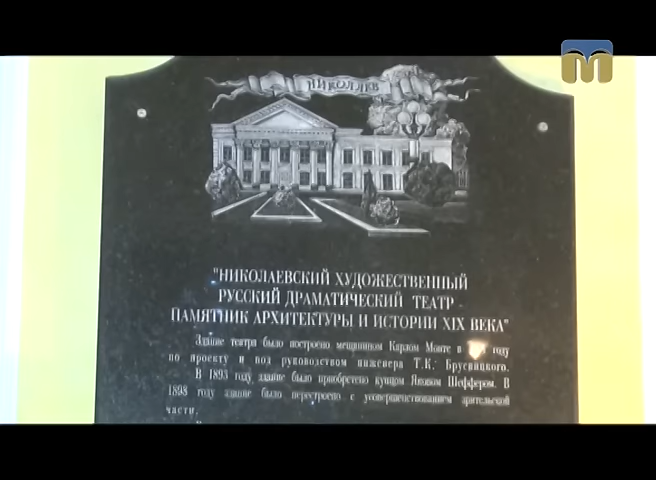 НИКОЛАЕВ
"НИКОЛАЕВСКИЙ ХУДОЖЕСТВЕННЫЙ
РУССКИЙ ДРАМАТИЧЕСКИЙ ТЕАТР -
ПАМЯТНИК АРХИТЕКТУРЫ И ИСТОРИИ XIX ВЕКА"
Здание театра было построено мещанином Карлом Монте в году
по проекту и под руководством инженера Т.К. Брусницкого.
В 1893 году здание было приобретено купцом Яковом Шеффером. В
1898 году здание было перестроено с усовершенствованием зрительской
части.